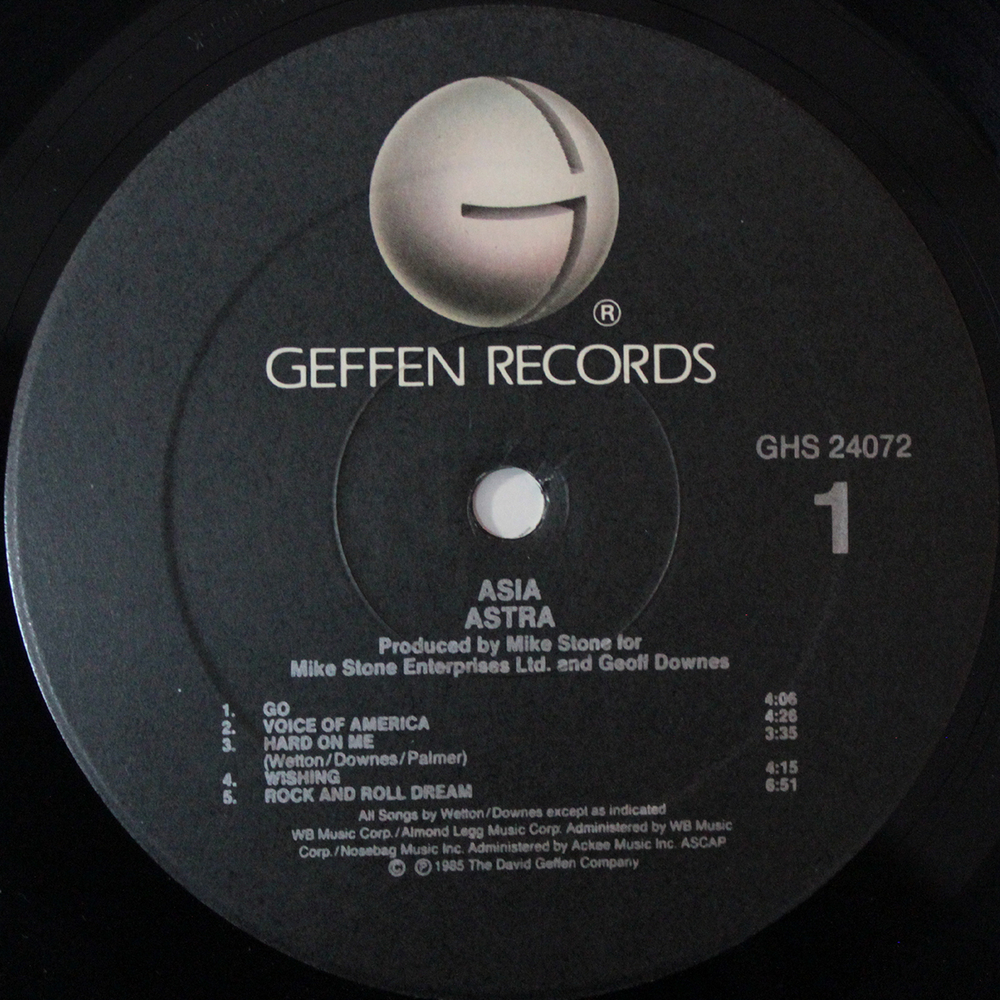 ®
GEFFEN RECORDS
GHS 24072
1
ASIA
ASTRA
Produced by Mike Stone for
Mike Stone Enterprises Ltd. and Geoff Downes
1. GO 4:06
2. VOICE OF AMERICA 4:26
3. HARD ON ME 3:35
(Wetton/Downes/Palmer)
4. WISHING 4:15
5. ROCK AND ROLL DREAM 6:51
All Songs by Wetton/Downes except as indicated
WB Music Corp./Almond Legg Music Corp. Administered by WB Music
Corp./Nosebag Music Inc. Administered by Ackee Music Inc. ASCAP
© ℗ 1985 The David Geffen Company